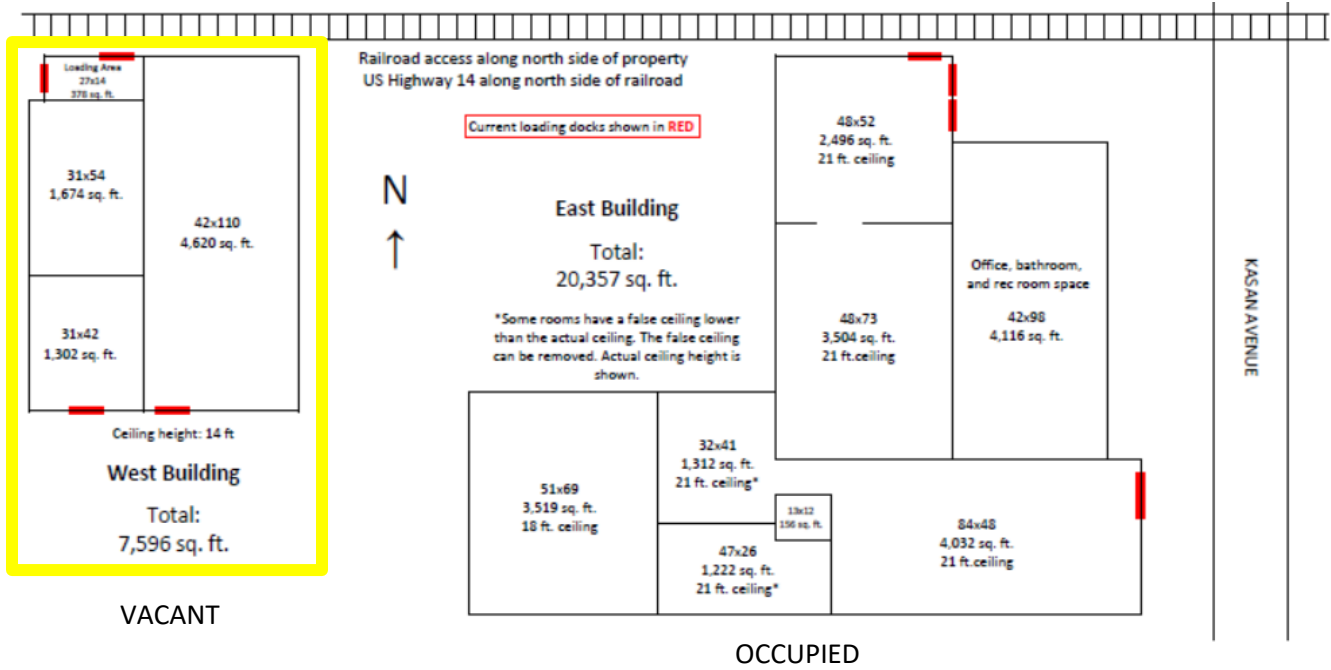 Loading Area
27x14
378 sq. ft.
31x54
1,674 sq. ft.
42x110
4,620 sq. ft.
31x42
1,302 sq. ft.
Ceiling height: 14 ft
West Building
Total:
7,596 sq. ft.
VACANT
Railroad access along north side of property
US Highway 14 along north side of railroad
Current loading docks shown in RED
N
East Building
Total:
20,357 sq. ft.
*Some rooms have a false ceiling lower
than the actual ceiling. The false ceiling
can be removed. Actual ceiling height is
shown.
48x52
2,496 sq. ft.
21 ft. ceiling
48x73
3,504 sq. ft.
21 ft.ceiling
Office, bathroom,
and rec room space
42x98
4,116 sq. ft.
51x69
3,519 sq. ft.
18 ft. ceiling
32x41
1,312 sq. ft.
21 ft. ceiling*
13x12
156 sq. ft.
47x26
1,222 sq. ft.
21 ft. ceiling*
84x48
4,032 sq. ft.
21 ft.ceiling
OCCUPIED
KASAN AVENUE